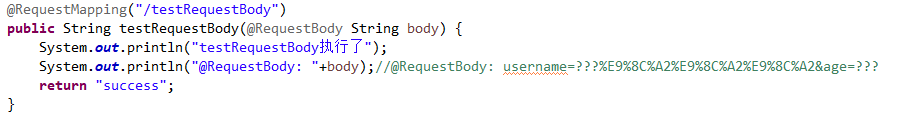 @RequestMapping("/testRequestBody")
public String testRequestBody(@RequestBody String body) {
System.out.println("testRequestBody执行了");
System.out.println("@RequestBody: "+body);//@RequestBody: username=???%E9%8C%A2%E9%8C%A2%E9%8C%A2&age=???
return "success";
}